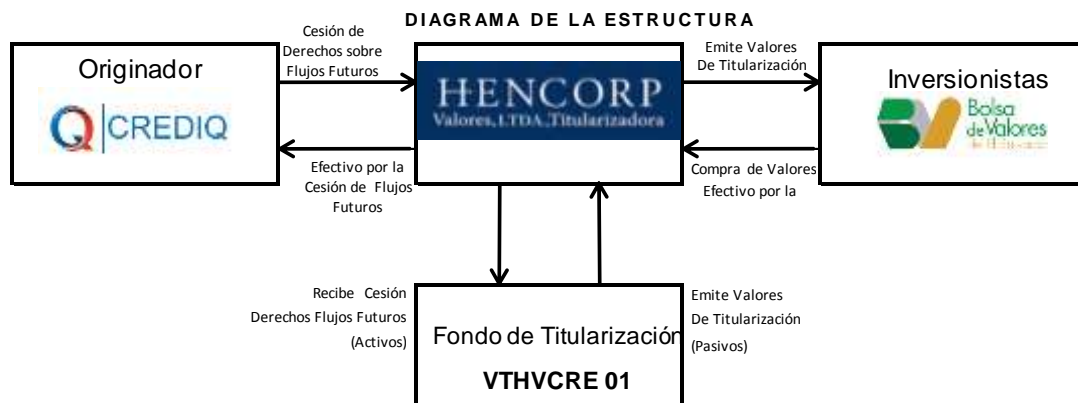 DIAGRAMA DE LA ESTRUCTURA
Cesión de
Derechos sobre
Flujos Futuros
Emite Valores
De Titularización
Originador
CREDIQ
HENCORP
Valores, LTDA., Titularizadora
Inversionistas
Bolsa
de Valores
Efectivo por la
Cesión de Flujos
Futuros
Compra de Valores
Efectivo por la
Recibe Cesión
Derechos Flujos Futuros
(Activos)
Fondo de Titularización
VTHVCRE 01
Emite Valores
De Titularización
(Pasivos)